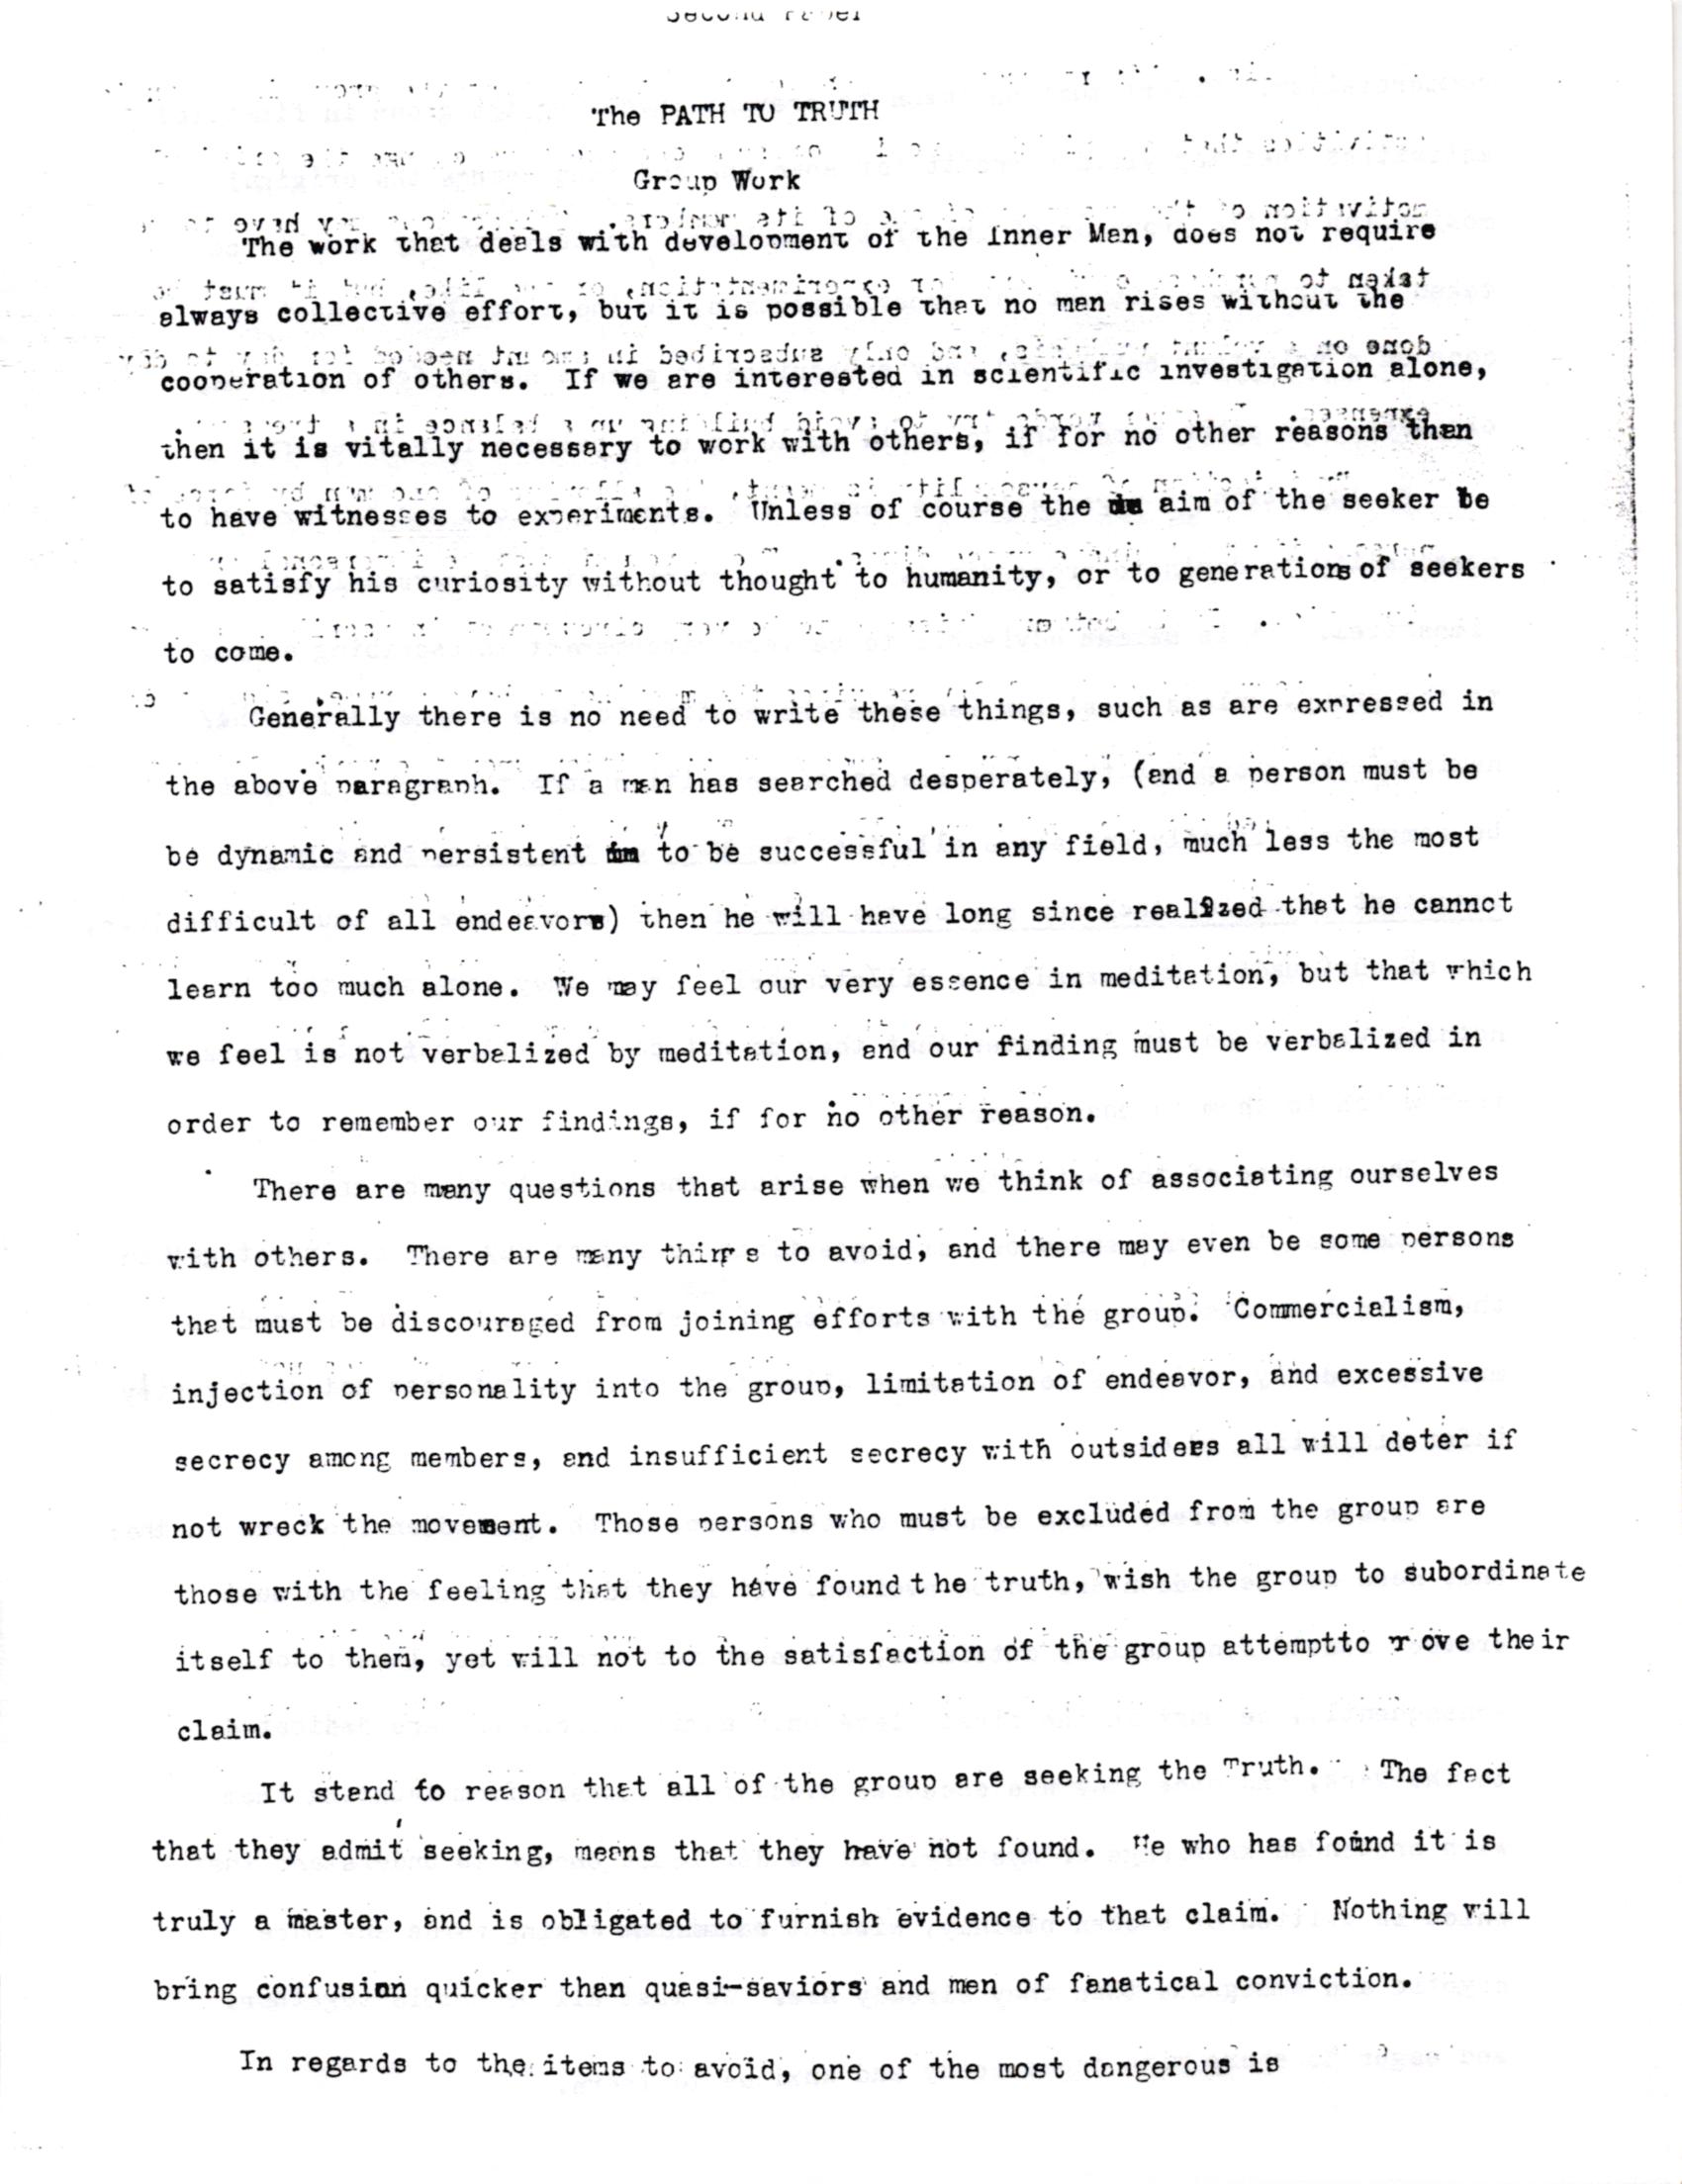 Second Paper
The PATH TO TRUTH
Group Work
The work that deals with development of the Inner Man, does not require
always collective effort, but it is possible that no man rises without the
cooperation of others. If we are interested in scientific investigation alone,
then it is vitally necessary to work with others, if for no other reasons than
to have witnesses to experiments. Unless of course the aim of the seeker be
to satisfy his curiosity without thought to humanity, or to generations of seekers
to come.
Generally there is no need to write these things, such as are expressed in
the above paragraph. If a man has searched desperately, (and a person must be
be dynamic and persistent to be successful in any field, much less the most
difficult of all endeavors) then he will have long since realized that he cannot
learn too much alone. We may feel our very essence in meditation, but that which
we feel is not verbalized by meditation, and our finding must be verbalized in
order to remember our findings, if for no other reason.
There are many questions that arise when we think of associating ourselves
with others. There are many things to avoid, and there may even be some persons
that must be discouraged from joining efforts with the group. Commercialism,
injection of personality into the group, limitation of endeavor, and excessive
secrecy among members, and insufficient secrecy with outsiders all will deter if
not wreck the movement. Those persons who must be excluded from the group are
those with the feeling that they have found the truth, wish the group to subordinate
itself to them, yet will not to the satisfaction of the group attemptto prove their
claim.
It stand to reason that all of the group are seeking the Truth. The fact
that they admit seeking, means that they have not found. He who has found it is
truly a master, and is obligated to furnish evidence to that claim. Nothing will
bring confusion quicker than quasi-saviors and men of fanatical conviction.
In regards to the items to avoid, one of the most dangerous is